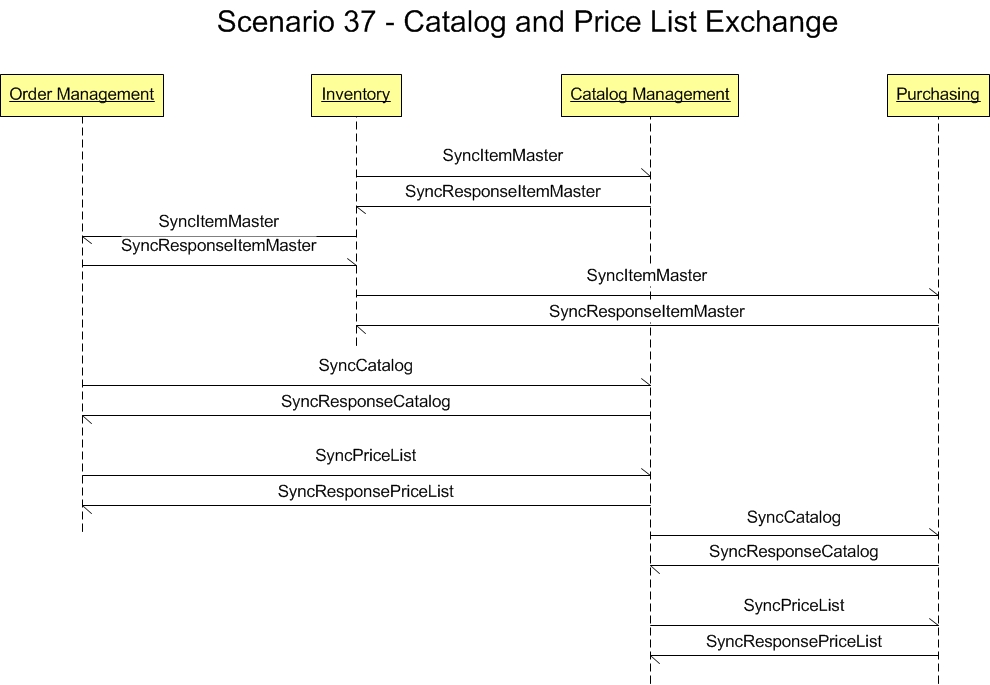 Scenario 37 - Catalog and Price List Exchange
Order Management
Inventory
Catalog Management
Purchasing
SyncItemMaster
SyncResponseItemMaster
SyncItemMaster
SyncResponseItemMaster
SyncItemMaster
SyncResponseItemMaster
SyncCatalog
SyncResponseCatalog
SyncPriceList
SyncResponsePriceList
SyncCatalog
SyncResponseCatalog
SyncPriceList
SyncResponsePriceList